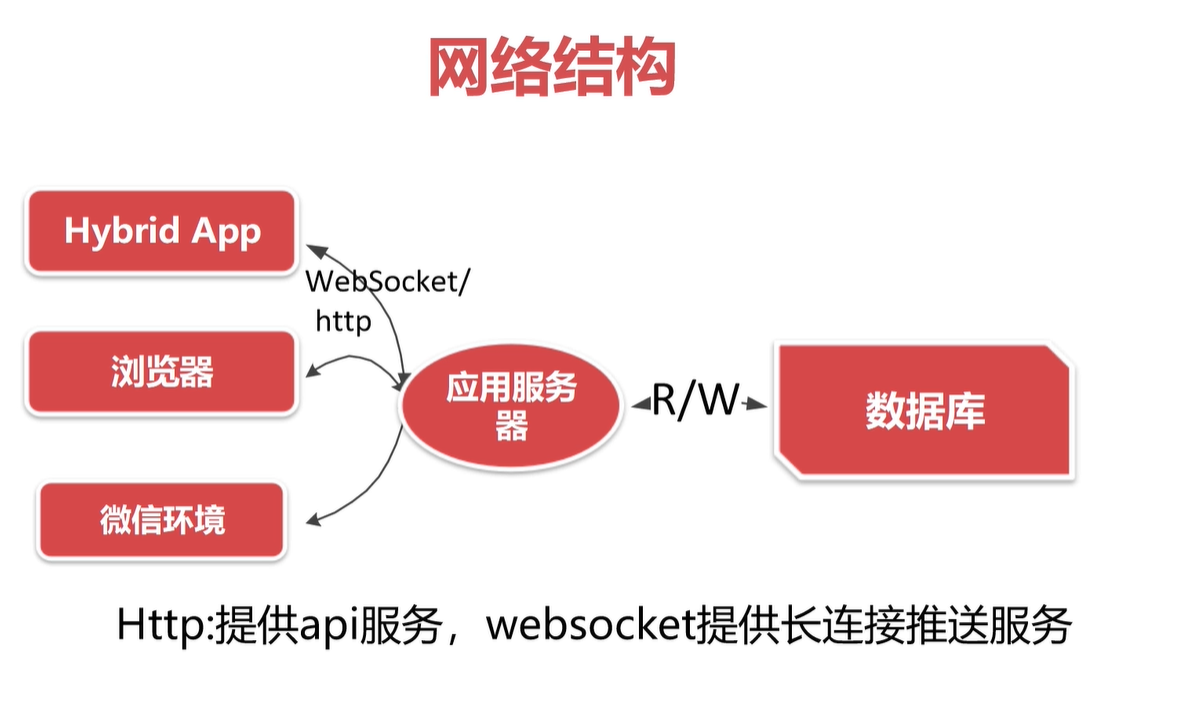 网络结构
Hybrid App
WebSocket/
http
浏览器
应用服务
器
R/W
数据库
微信环境
Http:提供api服务，websocket提供长连接推送服务